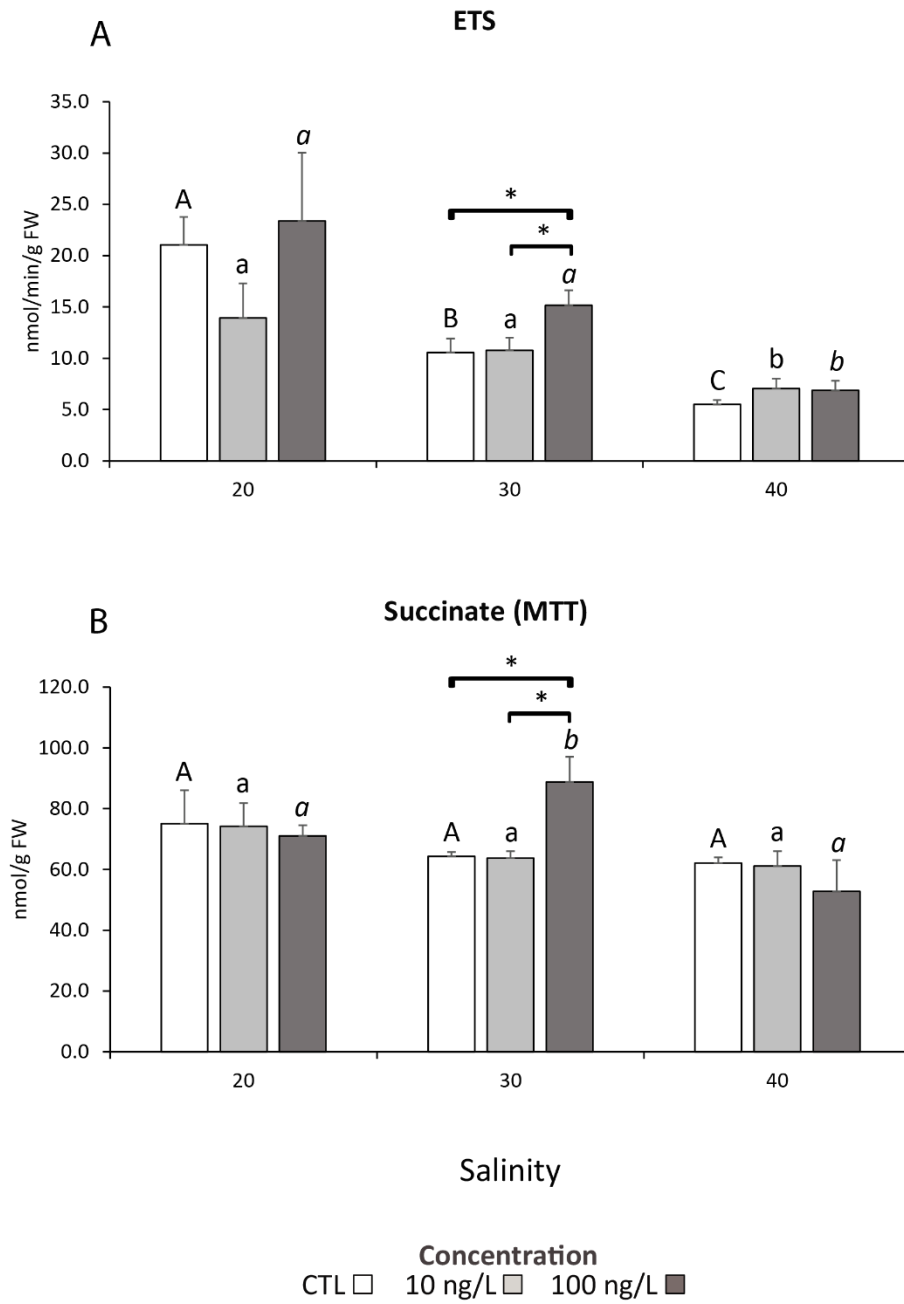 A
ETS
35.0
30.0
25.0
20.0
15.0
10.0
5.0
0.0
nmol/min/g FW
A
a
a
*
*
B
a
a
C
b
b
20
30
40
B
Succinate (MTT)
120.0
100.0
80.0
60.0
40.0
20.0
0.0
nmol/g FW
A
a
a
*
*
A
a
b
A
a
a
20
30
40
Salinity
Concentration
CTL 10 ng/L 100 ng/L